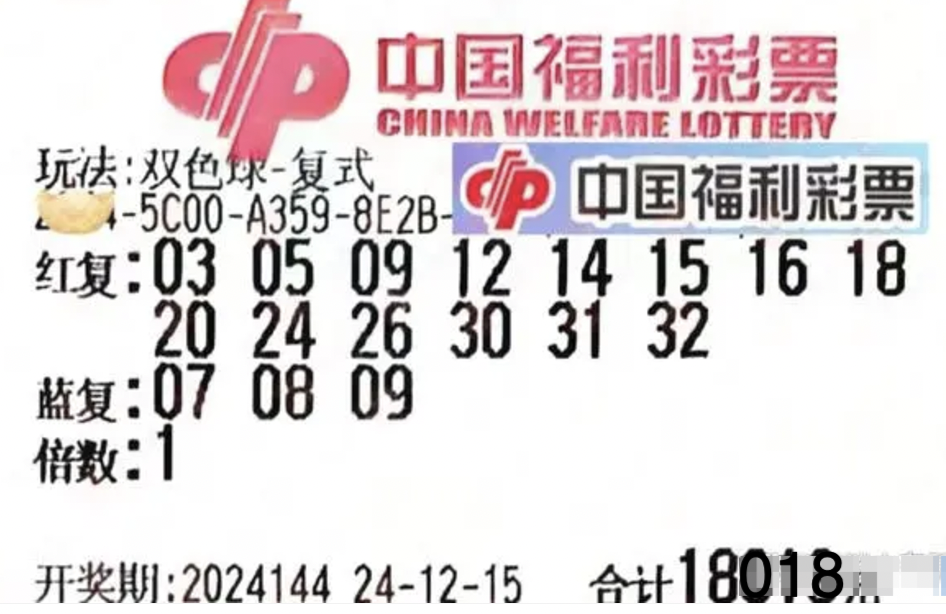 中国福利彩票
CHINA WELFARE LOTTERY
玩法:双色球-复式
中国福利彩票
-5C00-A359-8E2B-
红复:03 05 09 12 14 15 16 18
20 24 26 30 31 32
蓝复:07 08 09
倍数:1
开奖期:2024144 24-12-15 合计18018